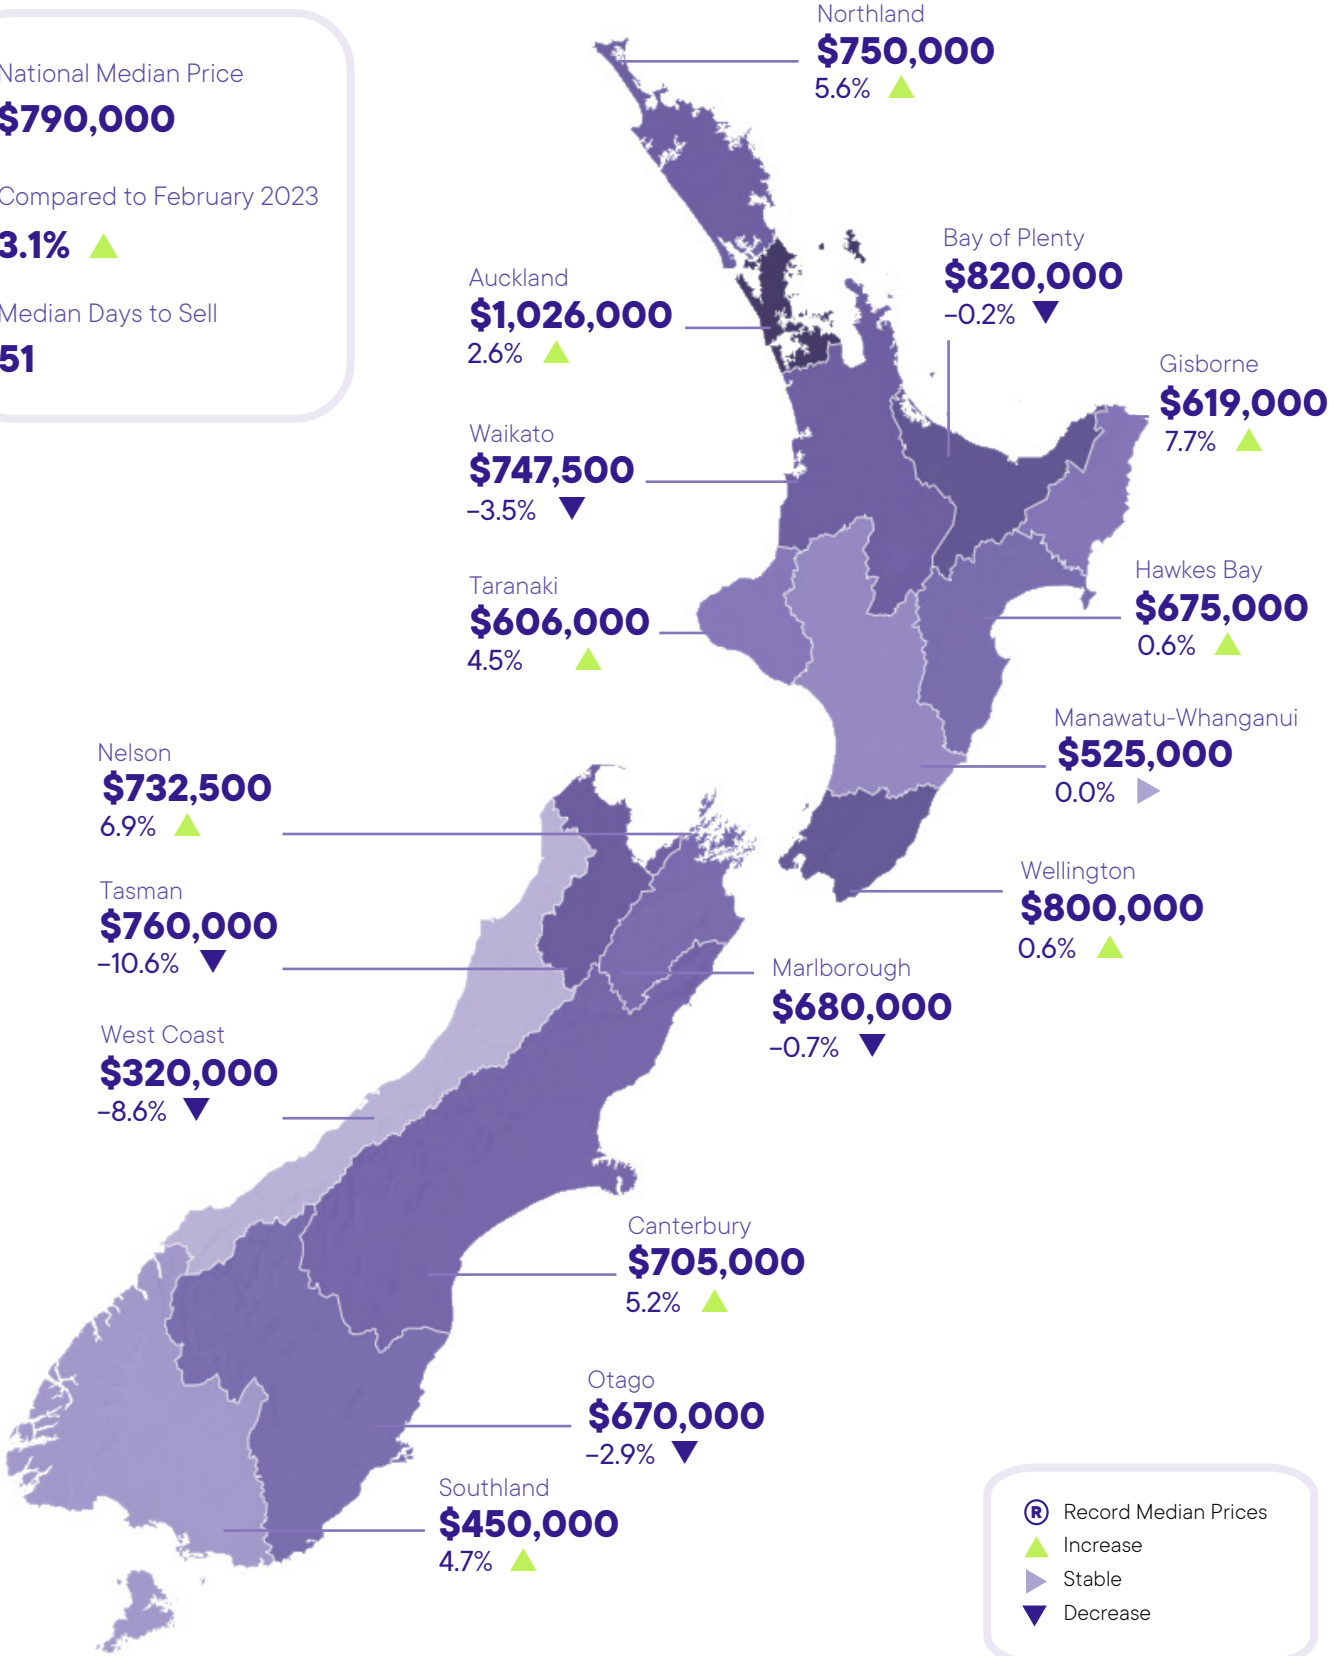 National Median Price
$790,000
Compared to February 2023
3.1%
Median Days to Sell
51
Northland
$750,000
5.6%
Auckland
$1,026,000
2.6%
Bay of Plenty
$820,000
-0.2%
Gisborne
$619,000
7.7%
Waikato
$747,500
-3.5%
Taranaki
$606,000
4.5%
Hawkes Bay
$675,000
0.6%
Manawatu-Whanganui
$525,000
0.0%
Nelson
$732,500
6.9%
Wellington
$800,000
0.6%
Tasman
$760,000
-10.6%
Marlborough
$680,000
-0.7%
West Coast
$320,000
-8.6%
Canterbury
$705,000
5.2%
Otago
$670,000
-2.9%
Southland
$450,000
4.7%
R Record Median Prices
Increase
Stable
Decrease